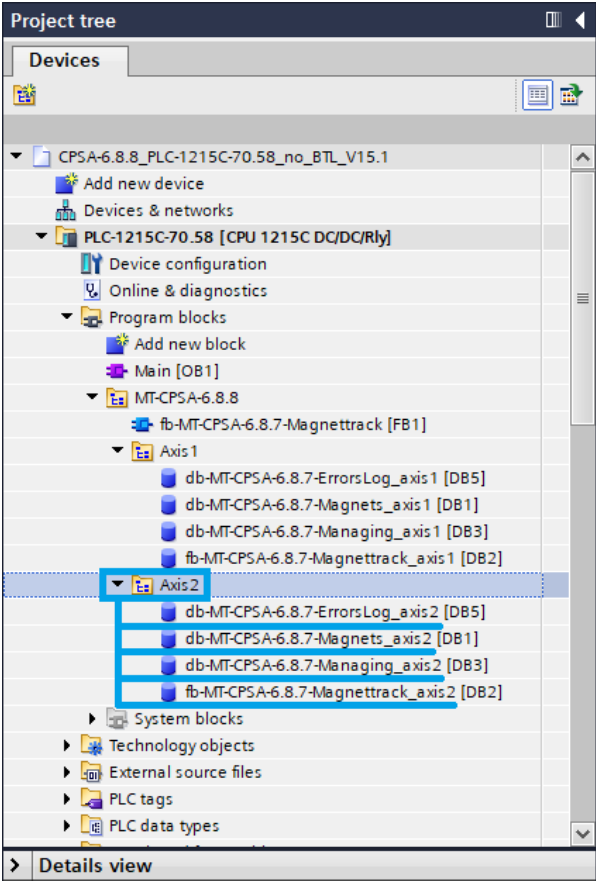 Project tree
Devices
CPSA-6.8.8_PLC-1215C-70.58_no_BTL_V15.1
Add new device
Devices & networks
PLC-1215C-70.58 [CPU 1215C DC/DC/Rly]
Device configuration
Online & diagnostics
Program blocks
Add new block
Main [OB1]
MT-CPSA-6.8.8
fb-MT-CPSA-6.8.7-Magnettrack [FB1]
Axis1
db-MT-CPSA-6.8.7-ErrorsLog_axis1 [DB5]
db-MT-CPSA-6.8.7-Magnets_axis1 [DB1]
db-MT-CPSA-6.8.7-Managing_axis1 [DB3]
fb-MT-CPSA-6.8.7-Magnettrack_axis1 [DB2]
Axis2
db-MT-CPSA-6.8.7-ErrorsLog_axis2 [DB5]
db-MT-CPSA-6.8.7-Magnets_axis2 [DB1]
db-MT-CPSA-6.8.7-Managing_axis2 [DB3]
fb-MT-CPSA-6.8.7-Magnettrack_axis2 [DB2]
System blocks
Technology objects
External source files
PLC tags
PLC data types
Details view